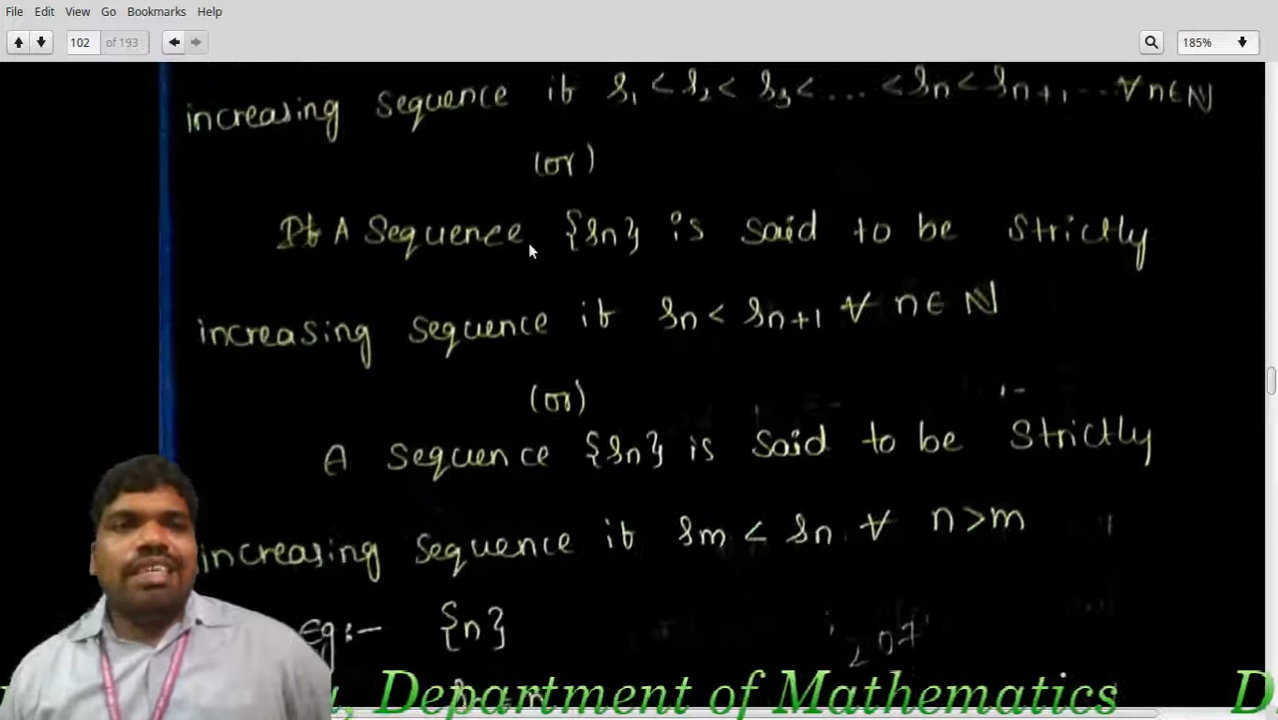 File Edit View Go Bookmarks Help
102 of 193 185%
increasing sequence if s₁ < s₂ < s₃ < ... < sₙ < sₙ₊₁ ... ∀ n ∈ ℕ
(or)
A Sequence {sₙ} is said to be strictly
increasing sequence if sₙ < sₙ₊₁ ∀ n ∈ ℕ
(or)
A sequence {sₙ} is said to be strictly
increasing sequence if sₘ < sₙ ∀ n > m
Eg:- {n}
, Department of Mathematics D